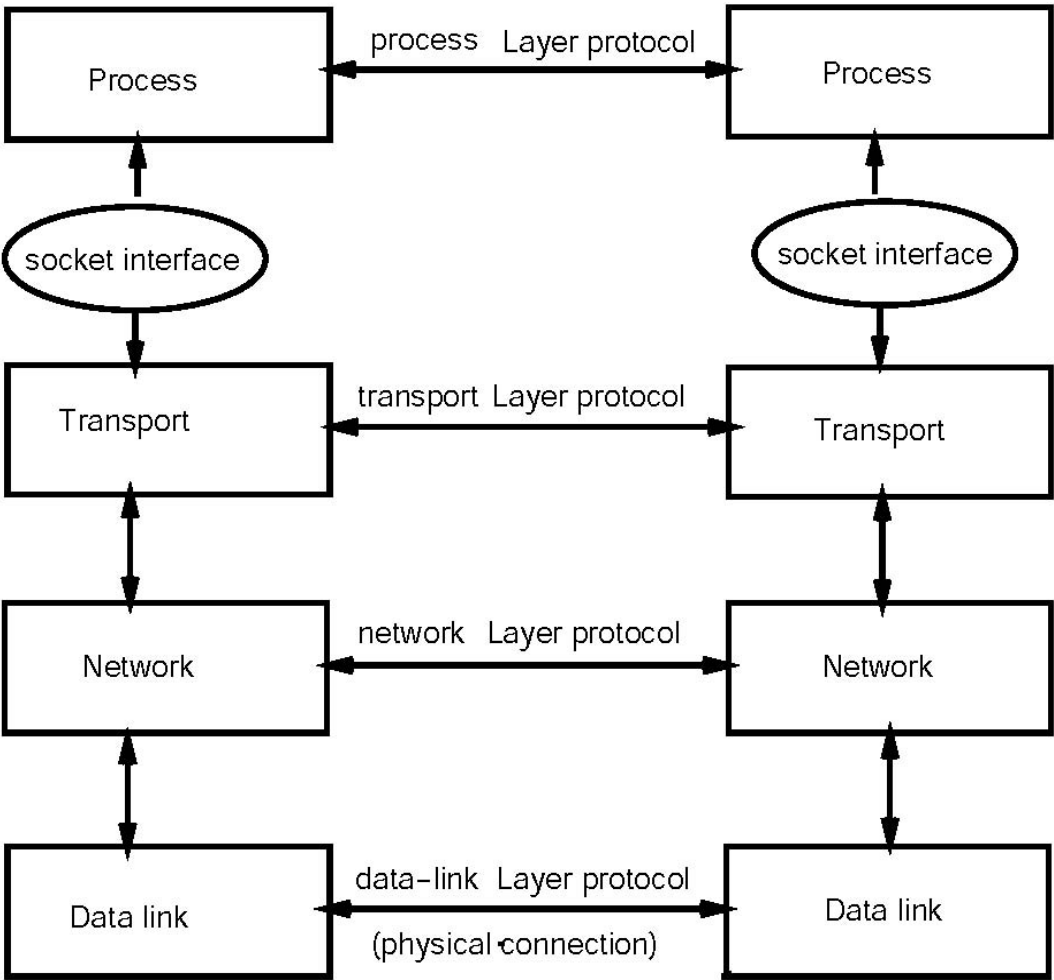 process Layer protocol
Process
Process
socket interface
socket interface
transport Layer protocol
Transport
Transport
network Layer protocol
Network
Network
data-link Layer protocol
Data link
Data link
(physical connection)